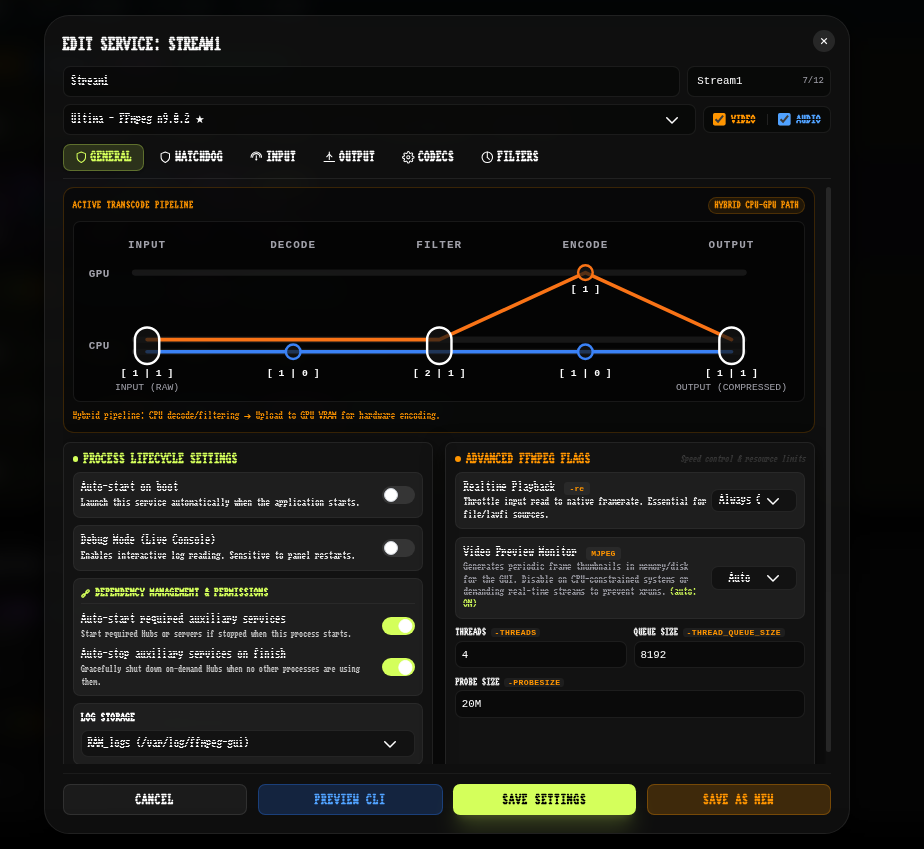 EDIT SERVICE: STREAM1
Stream1
Stream1 7/12
Ultima - FFmpeg n9.0.2 ★
VIDEO AUDIO
GENERAL WATCHDOG INPUT OUTPUT CODECS FILTERS
ACTIVE TRANSCODE PIPELINE
HYBRID CPU-GPU PATH
INPUT DECODE FILTER ENCODE OUTPUT
GPU
[ 1 ]
CPU
[ 1 | 1 ] [ 1 | 0 ] [ 2 | 1 ] [ 1 | 0 ] [ 1 | 1 ]
INPUT (RAW) OUTPUT (COMPRESSED)
Hybrid pipeline: CPU decode/filtering → Upload to GPU VRAM for hardware encoding.
PROCESS LIFECYCLE SETTINGS
Auto-start on boot
Launch this service automatically when the application starts.
Debug Mode (Live Console)
Enables interactive log reading. Sensitive to panel restarts.
DEPENDENCY MANAGEMENT & PERMISSIONS
Auto-start required auxiliary services
Start required Hubs or servers if stopped when this process starts.
Auto-stop auxiliary services on finish
Gracefully shut down on-demand Hubs when no other processes are using
them.
LOG STORAGE
RAM_logs (/var/log/ffmpeg-gui)
ADVANCED FFMPEG FLAGS
Speed control & resource limits
Realtime Playback -re
Throttle input read to native framerate. Essential for
file/lavfi sources.
Always
Video Preview Monitor MJPEG
Generates periodic frame thumbnails in memory/disk
for the GUI. Disable on CPU-constrained systems or
demanding real-time streams to prevent xruns. (auto:
ON)
Auto
THREADS -THREADS
4
QUEUE SIZE -THREAD_QUEUE_SIZE
8192
PROBE SIZE -PROBESIZE
20M
CANCEL PREVIEW CLI SAVE SETTINGS SAVE AS NEW